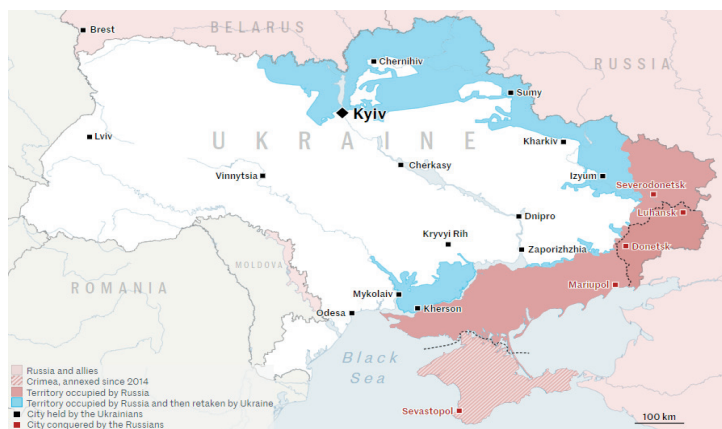 Brest
BELARUS
Chernihiv
RUSSIA
Sumy
Kyiv
Lviv
UKRAINE
Kharkiv
Cherkasy
Vinnytsia
Izyum
Severodonetsk
Luhansk
Dnipro
Kryvyi Rih
Donetsk
Zaporizhzhia
MOLDOVA
ROMANIA
Mariupol
Mykolaiv
Kherson
Odesa
Black
Sea
Russia and allies
Crimea, annexed since 2014
Territory occupied by Russia
Territory occupied by Russia and then retaken by Ukraine
City held by the Ukrainians
City conquered by the Russians
Sevastopol
100 km